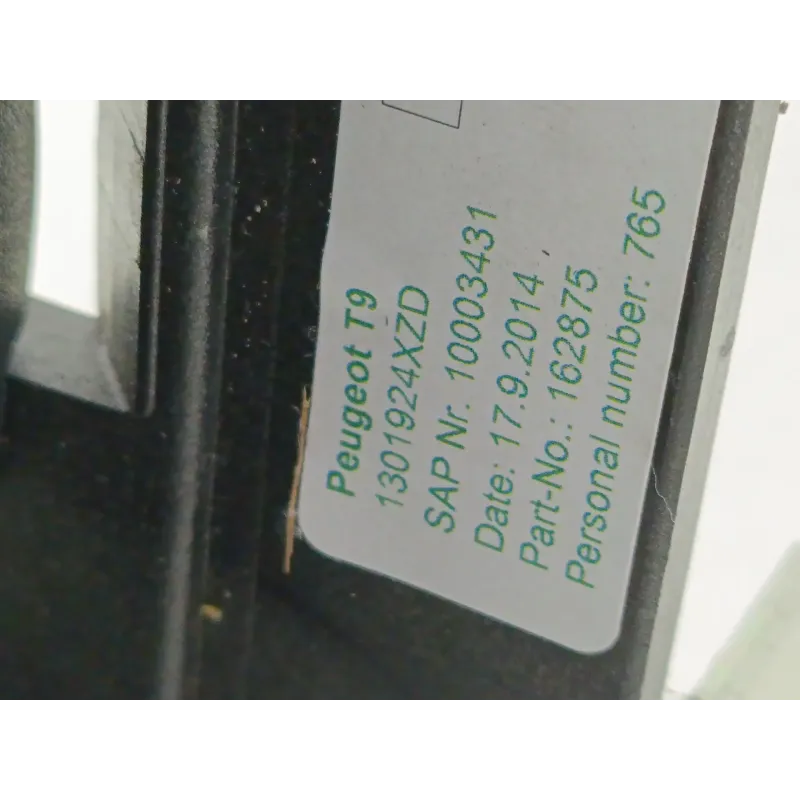 Peugeot T9
1301924XZD
SAP Nr. 10003431
Date: 17.9.2014
Part-No.: 162875
Personal number: 765